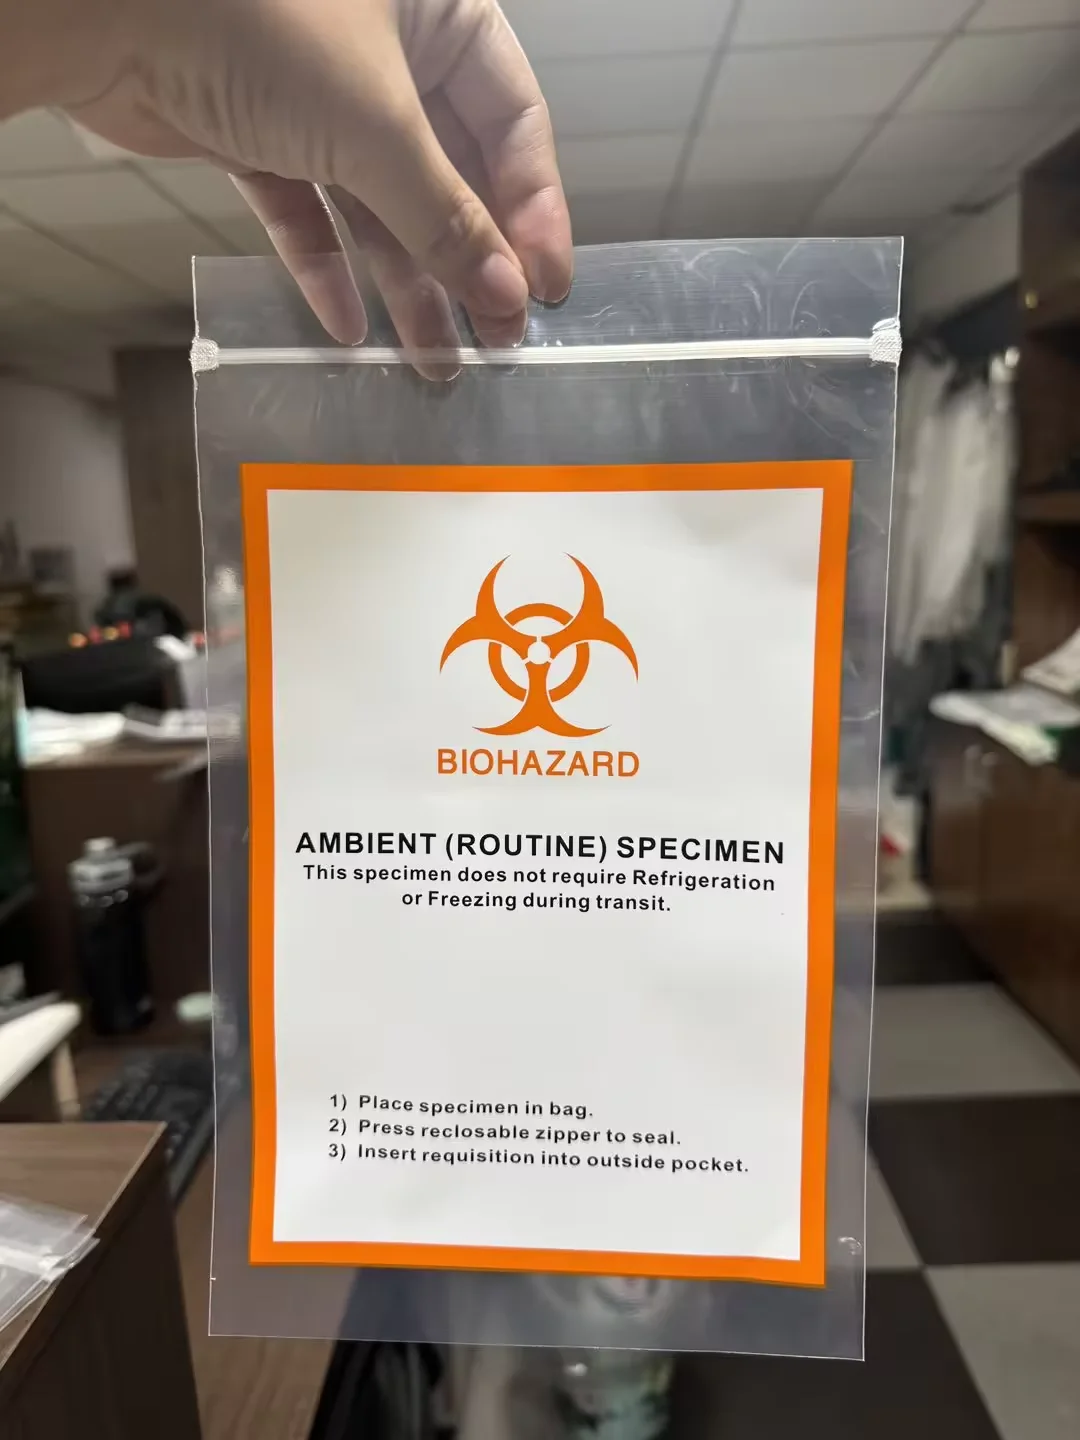 BIOHAZARD
AMBIENT (ROUTINE) SPECIMEN
This specimen does not require Refrigeration
or Freezing during transit.
1) Place specimen in bag.
2) Press reclosable zipper to seal.
3) Insert requisition into outside pocket.